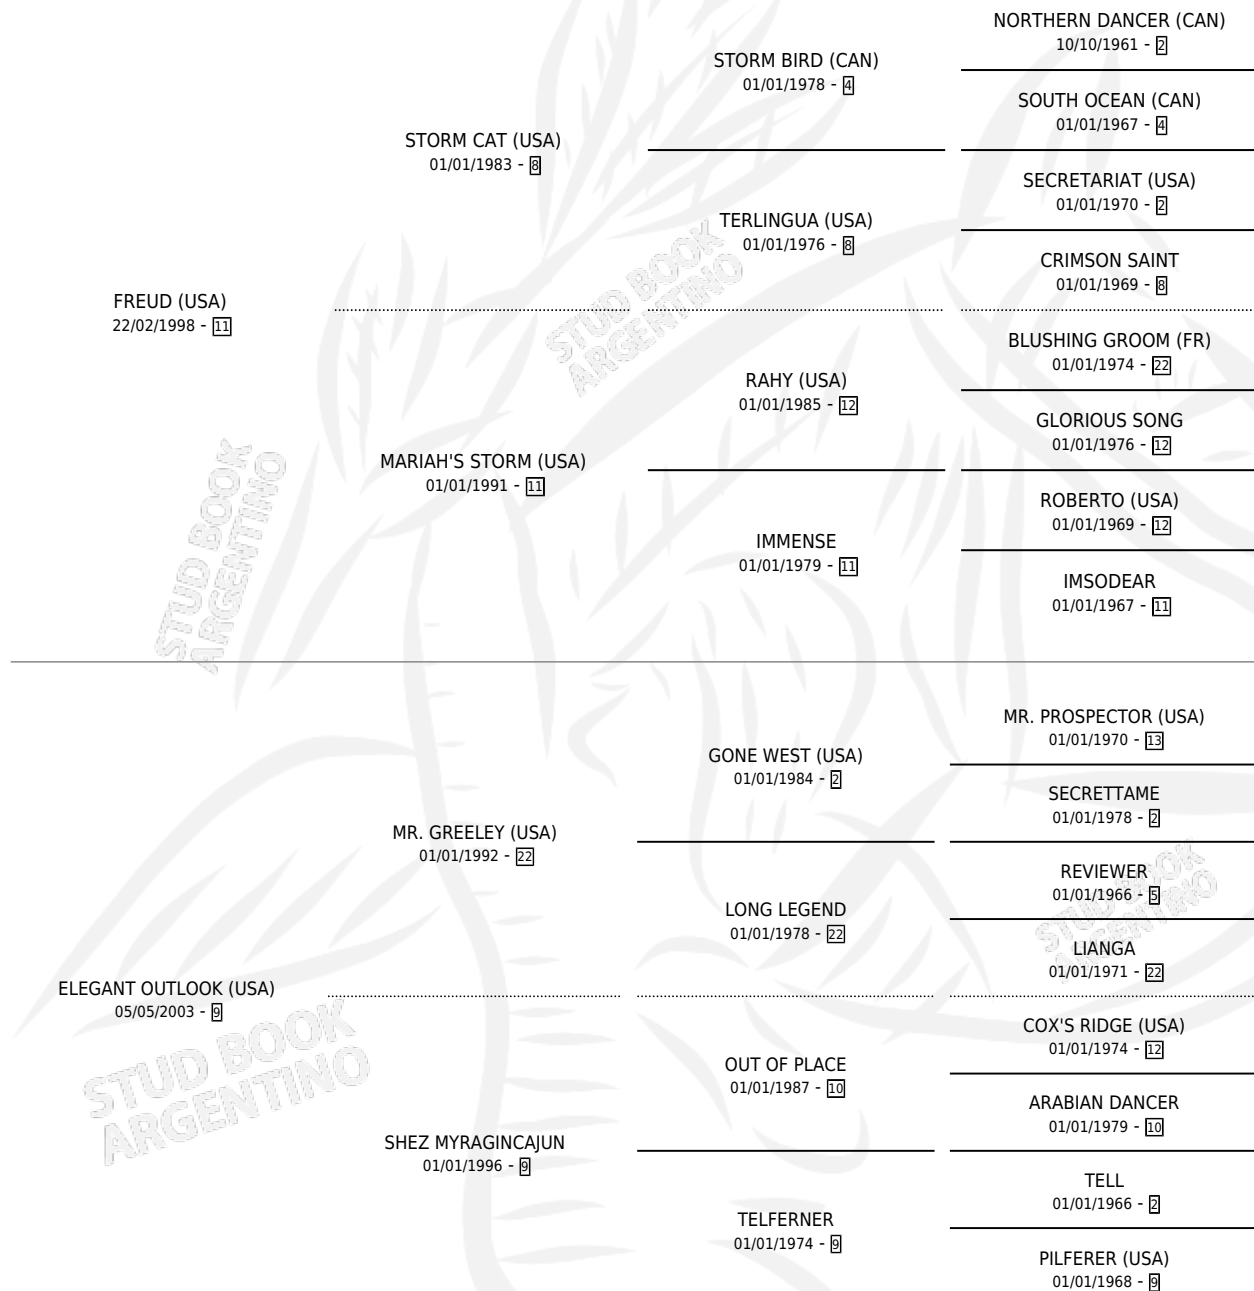 NORTHERN DANCER (CAN)
10/10/1961 - 2
STORM BIRD (CAN)
01/01/1978 - 4
SOUTH OCEAN (CAN)
01/01/1967 - 4
STORM CAT (USA)
01/01/1983 - 8
SECRETARIAT (USA)
01/01/1970 - 2
TERLINGUA (USA)
01/01/1976 - 8
CRIMSON SAINT
01/01/1969 - 8
FREUD (USA)
22/02/1998 - 11
BLUSHING GROOM (FR)
01/01/1974 - 22
RAHY (USA)
01/01/1985 - 12
GLORIOUS SONG
01/01/1976 - 12
MARIAH'S STORM (USA)
01/01/1991 - 11
ROBERTO (USA)
01/01/1969 - 12
IMMENSE
01/01/1979 - 11
IMSODEAR
01/01/1967 - 11
MR. PROSPECTOR (USA)
01/01/1970 - 13
GONE WEST (USA)
01/01/1984 - 2
SECRETTAME
01/01/1978 - 2
MR. GREELEY (USA)
01/01/1992 - 22
REVIEWER
01/01/1966 - 5
LONG LEGEND
01/01/1978 - 22
LIANGA
01/01/1971 - 22
ELEGANT OUTLOOK (USA)
05/05/2003 - 9
COX'S RIDGE (USA)
01/01/1974 - 12
OUT OF PLACE
01/01/1987 - 10
ARABIAN DANCER
01/01/1979 - 10
SHEZ MYRAGINCAJUN
01/01/1996 - 9
TELL
01/01/1966 - 2
TELFERNER
01/01/1974 - 9
PILFERER (USA)
01/01/1968 - 9
STUD BOOK
ARGENTINO
STUD BOOK
ARGENTINO
STUD BOOK
ARGENTINO
STUD BOOK
ARGENTINO